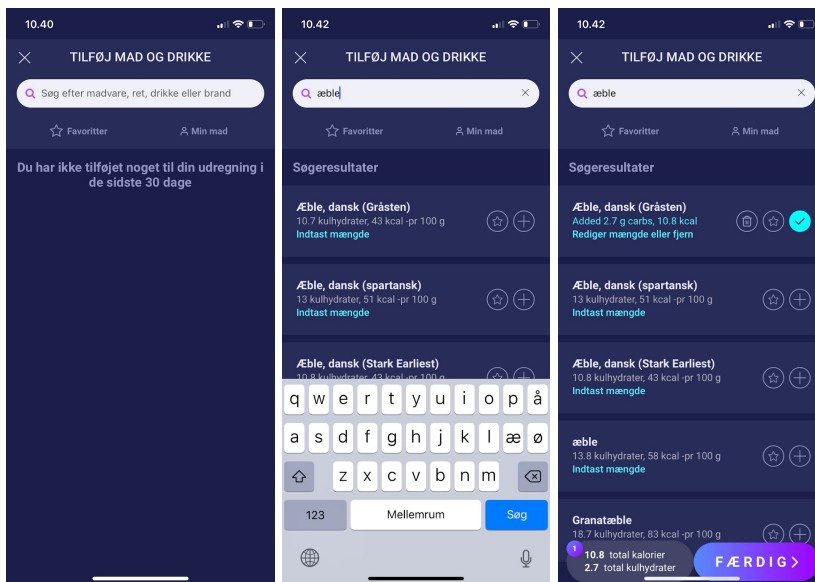 10.40
TILFØJ MAD OG DRIKKE
Søg efter madvare, ret, drikke eller brand
Favoritter
Min mad
Du har ikke tilføjet noget til din udregning i
de sidste 30 dage
10.42
TILFØJ MAD OG DRIKKE
æble
Favoritter
Min mad
Søgeresultater
Æble, dansk (Gråsten)
10.7 kulhydrater, 43 kcal -pr 100 g
Indtast mængde
Æble, dansk (spartansk)
13 kulhydrater, 51 kcal -pr 100 g
Indtast mængde
Æble, dansk (Stark Earliest)
10.8 kulhydrater, 43 kcal -pr 100 g
q w e r t y u i o p å
a s d f g h j k l æ ø
z x c v b n m
123 Mellemrum Søg
10.42
TILFØJ MAD OG DRIKKE
æble
Favoritter
Min mad
Søgeresultater
Æble, dansk (Gråsten)
Added 2.7 g carbs, 10.8 kcal
Rediger mængde eller fjern
Æble, dansk (spartansk)
13 kulhydrater, 51 kcal -pr 100 g
Indtast mængde
Æble, dansk (Stark Earliest)
10.8 kulhydrater, 43 kcal -pr 100 g
Indtast mængde
æble
13.8 kulhydrater, 58 kcal -pr 100 g
Indtast mængde
Granatæble
18.7 kulhydrater, 83 kcal -pr 100 g
1
10.8 total kalorier
2.7 total kulhydrater
FÆRDIG